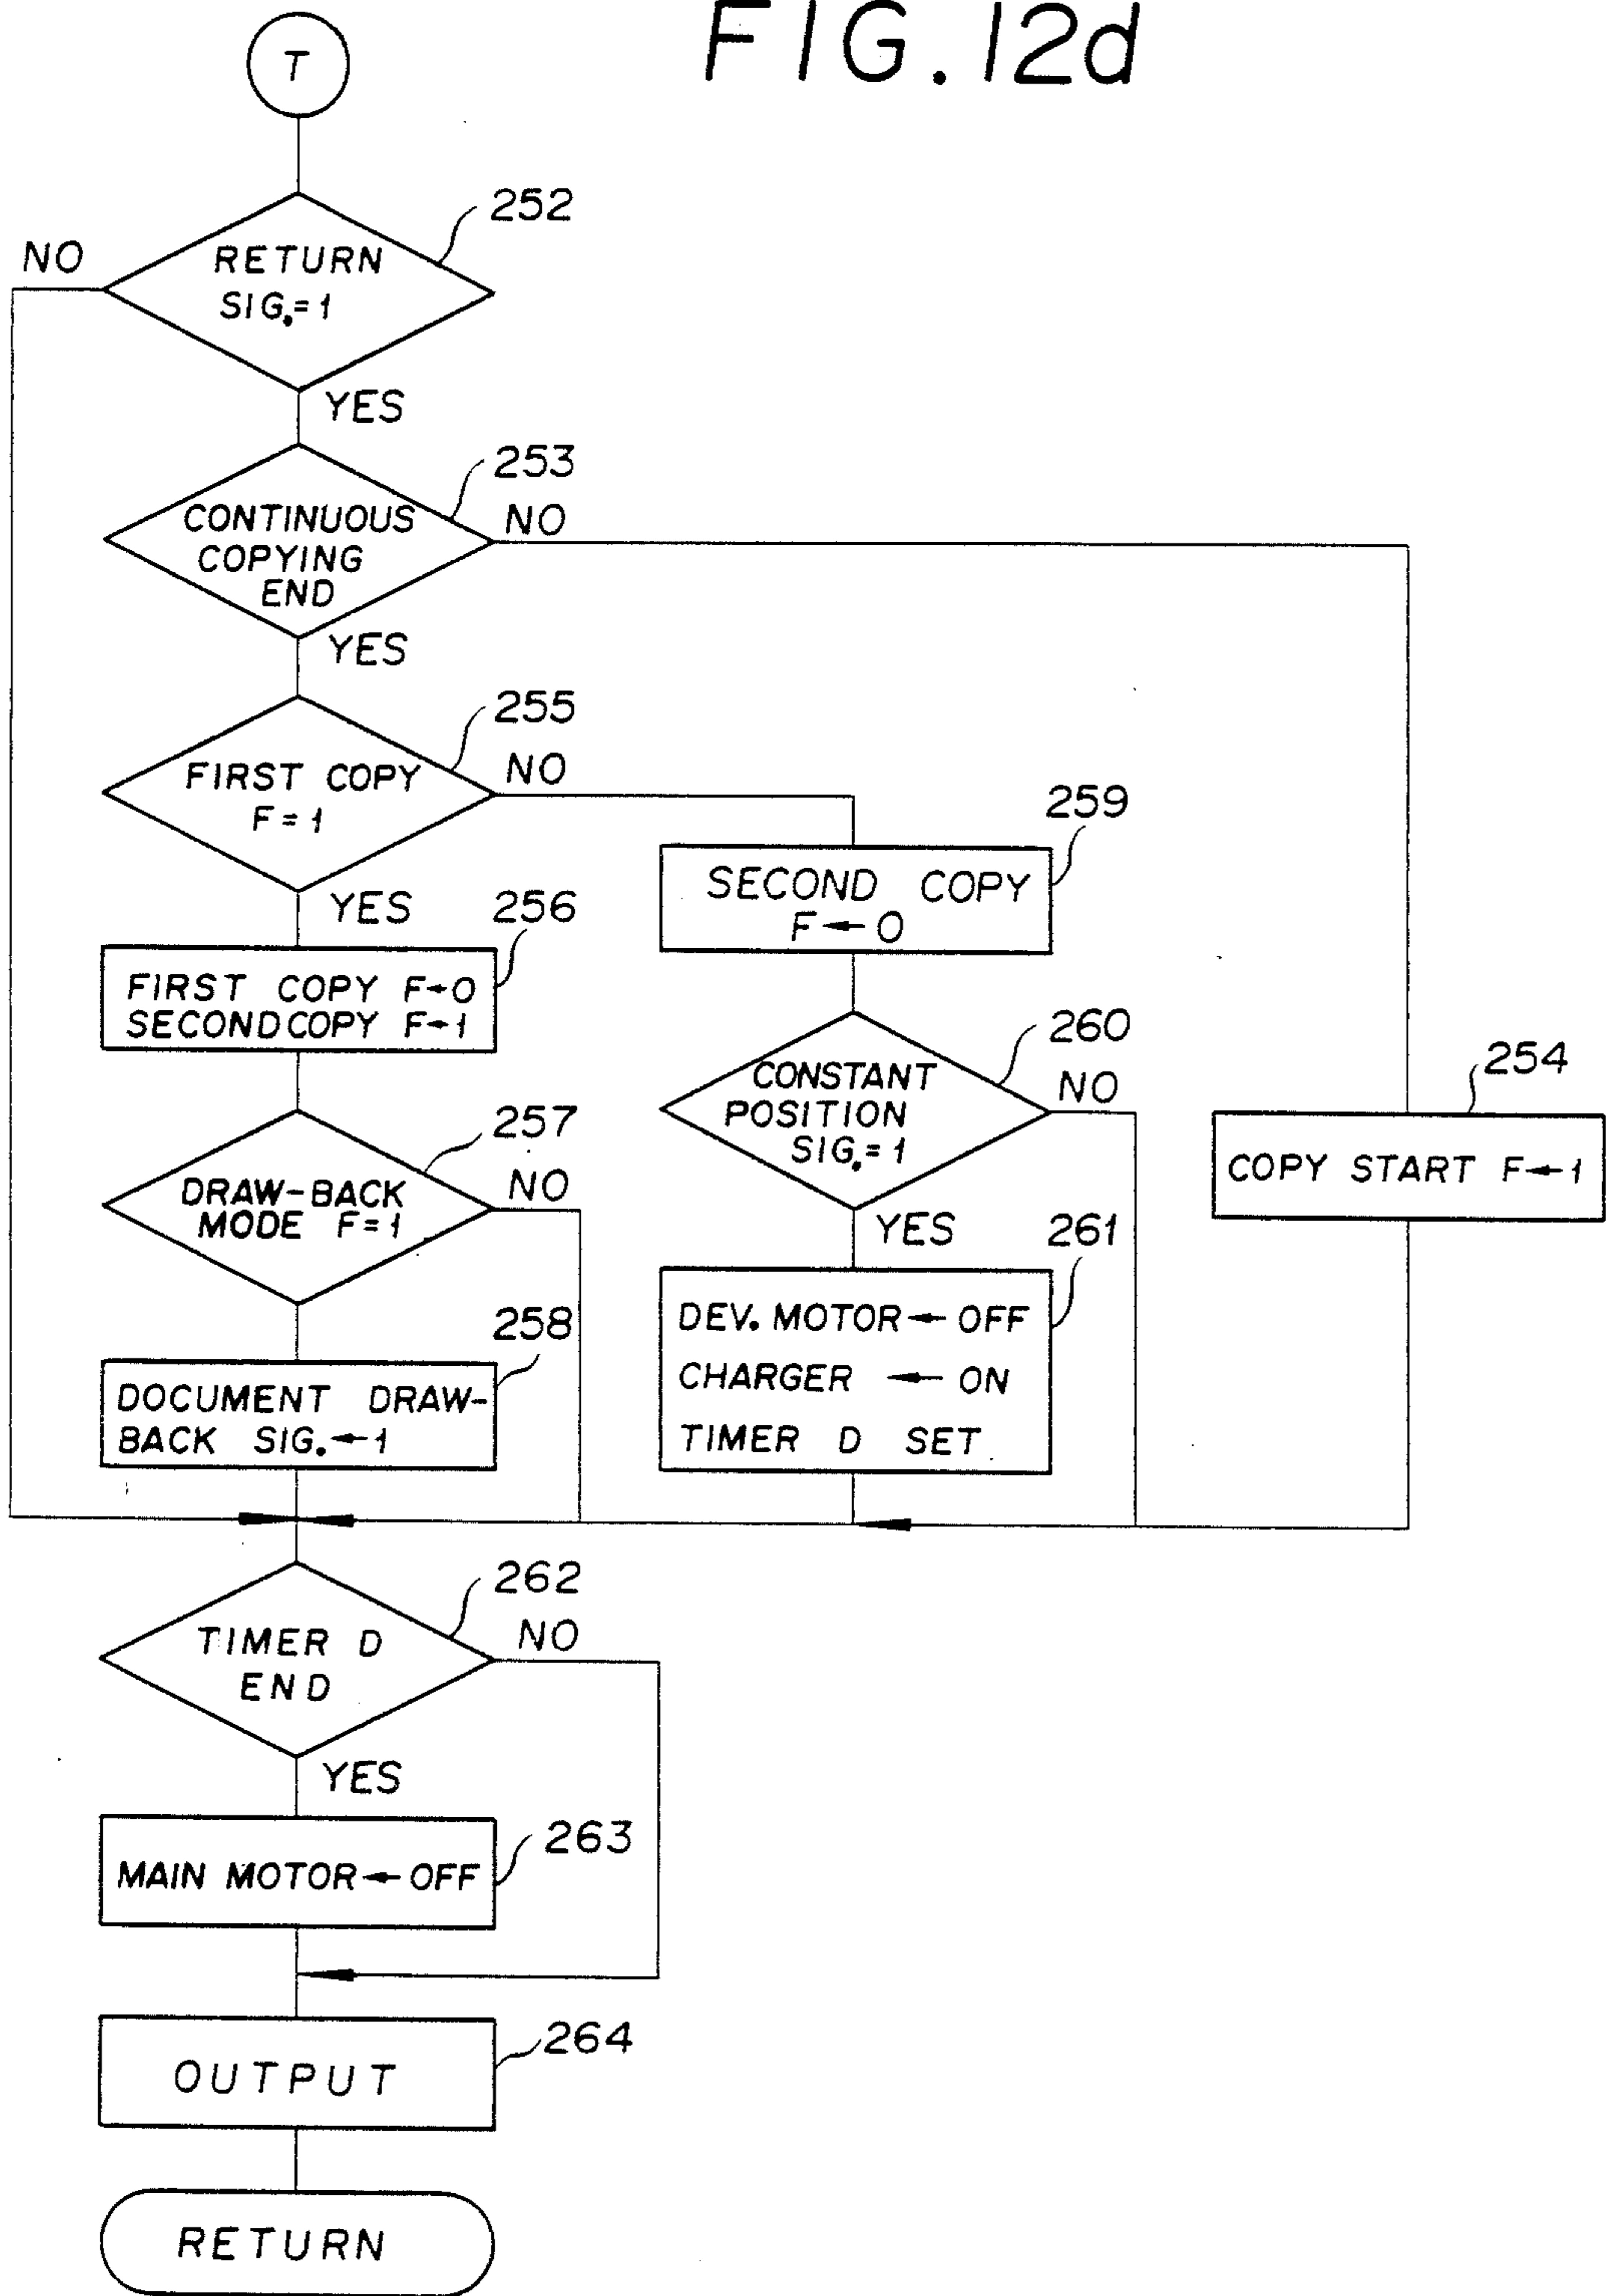 FIG. 12d
T
252
NO
RETURN
SIG.=1
YES
253
CONTINUOUS
COPYING
END
NO
YES
255
FIRST COPY
F=1
NO
YES
259
SECOND COPY
F←0
256
FIRST COPY F←0
SECONDCOPY F←1
260
CONSTANT
POSITION
SIG.=1
NO
YES
254
COPY START F←1
257
DRAW-BACK
MODE F=1
NO
261
DEV. MOTOR←OFF
CHARGER ←ON
TIMER D SET
258
DOCUMENT DRAW-
BACK SIG.←1
262
TIMER D
END
NO
YES
263
MAIN MOTOR←OFF
264
OUTPUT
RETURN